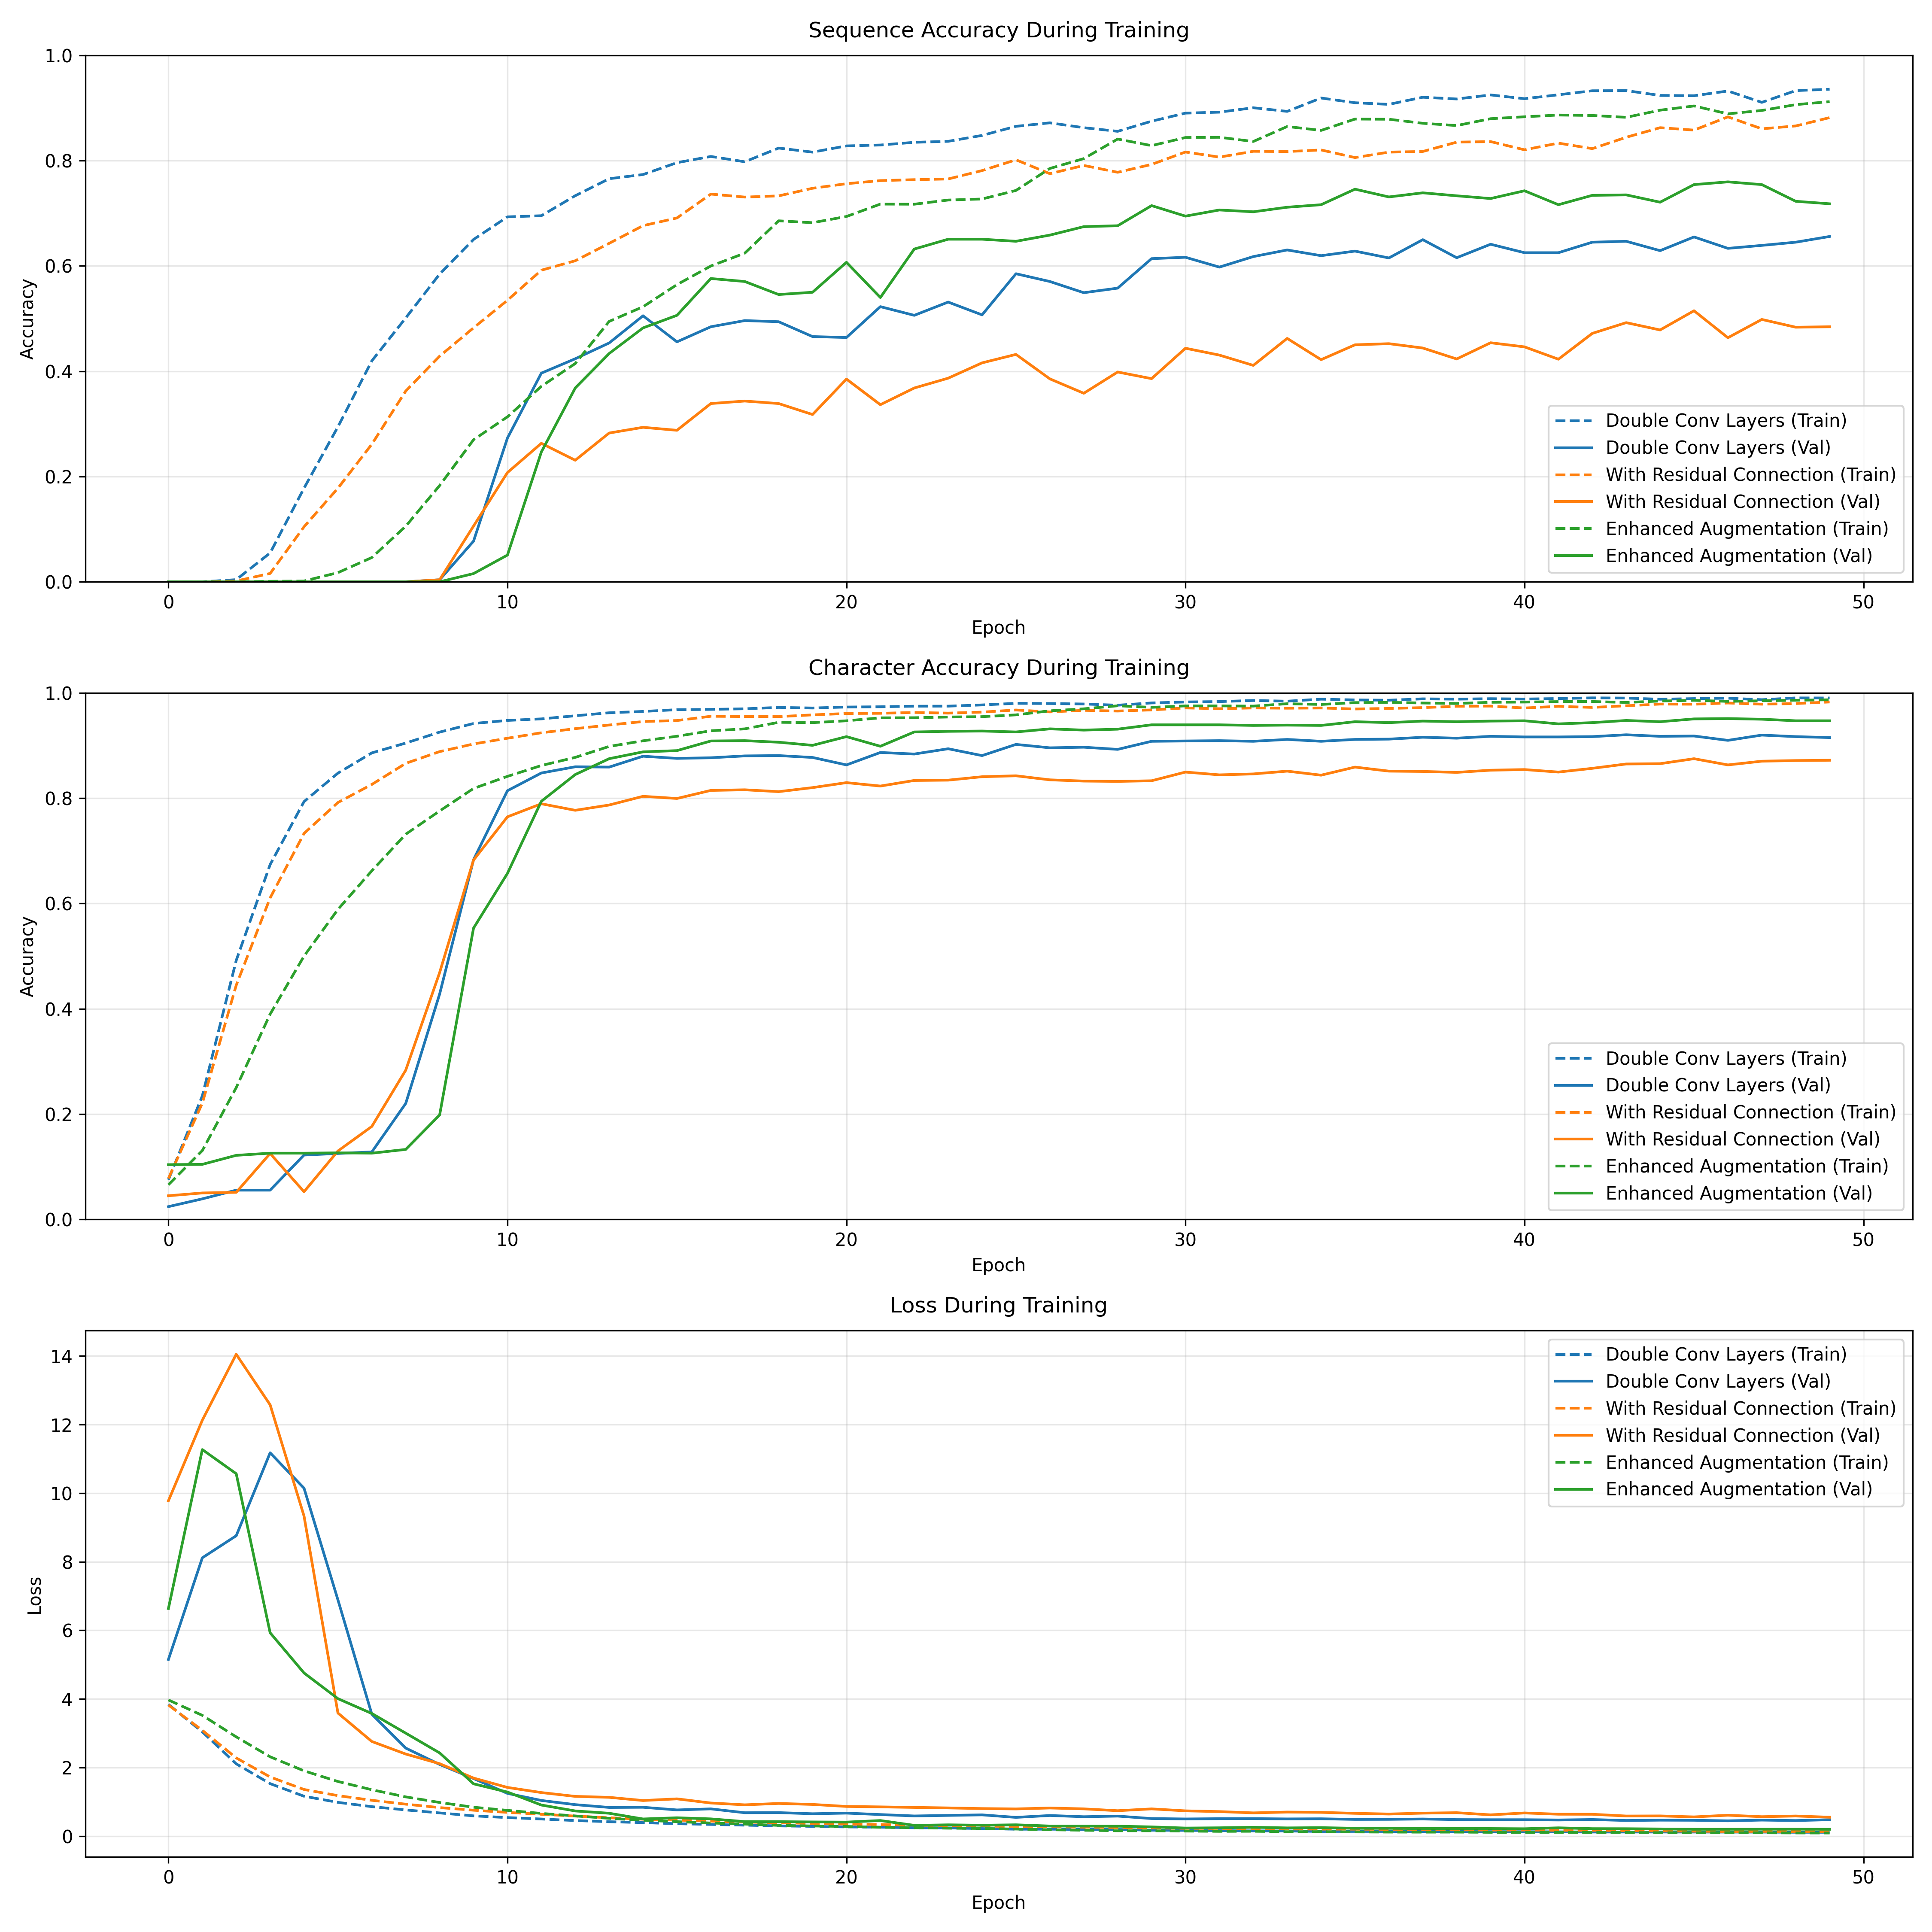 Sequence Accuracy During Training
1.0
0.8
0.6
0.4
0.2
0.0
Accuracy
Double Conv Layers (Train)
Double Conv Layers (Val)
With Residual Connection (Train)
With Residual Connection (Val)
Enhanced Augmentation (Train)
Enhanced Augmentation (Val)
0 10 20 30 40 50
Epoch
Character Accuracy During Training
1.0
0.8
0.6
0.4
0.2
0.0
Accuracy
Double Conv Layers (Train)
Double Conv Layers (Val)
With Residual Connection (Train)
With Residual Connection (Val)
Enhanced Augmentation (Train)
Enhanced Augmentation (Val)
0 10 20 30 40 50
Epoch
Loss During Training
14
12
10
8
6
4
2
0
Loss
Double Conv Layers (Train)
Double Conv Layers (Val)
With Residual Connection (Train)
With Residual Connection (Val)
Enhanced Augmentation (Train)
Enhanced Augmentation (Val)
0 10 20 30 40 50
Epoch